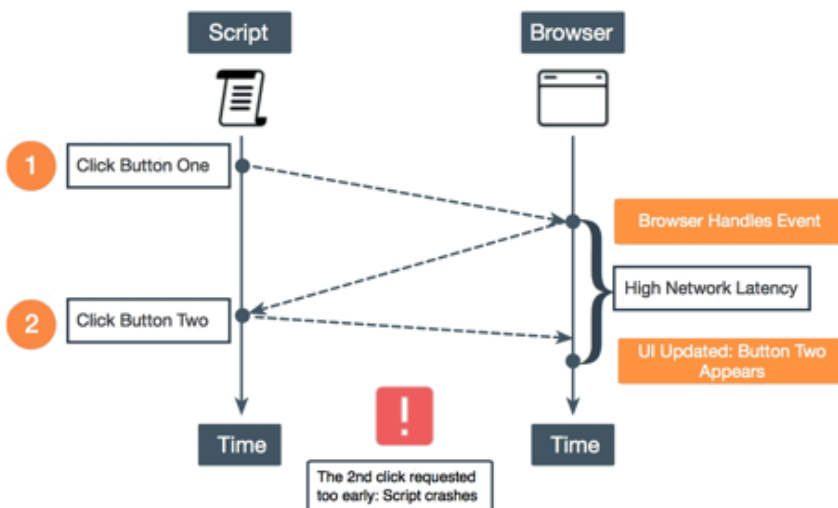 Script
Browser
1
Click Button One
Browser Handles Event
High Network Latency
2
Click Button Two
UI Updated: Button Two
Appears
!
Time
Time
The 2nd click requested
too early: Script crashes